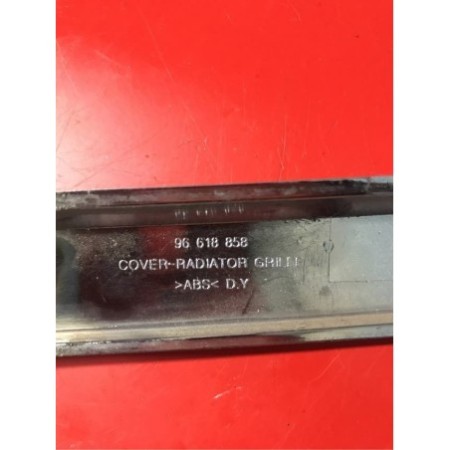 96 618 858
COVER-RADIATOR GRILL
>ABS< D.Y